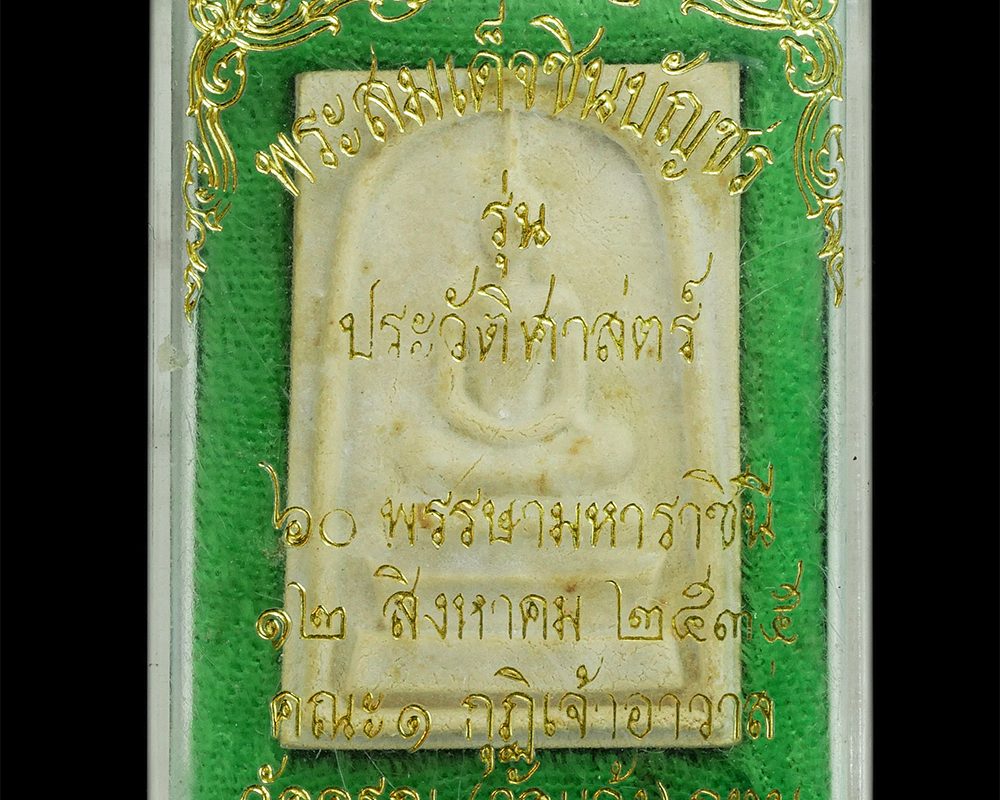 พระสมเด็จชินบัญชร
รุ่น
ประวัติศาสตร์
๖๐ พรรษามหาราชินี
๑๒ สิงหาคม ๒๕๓๕
คณะ๑ กุฏิเจ้าอาวาส